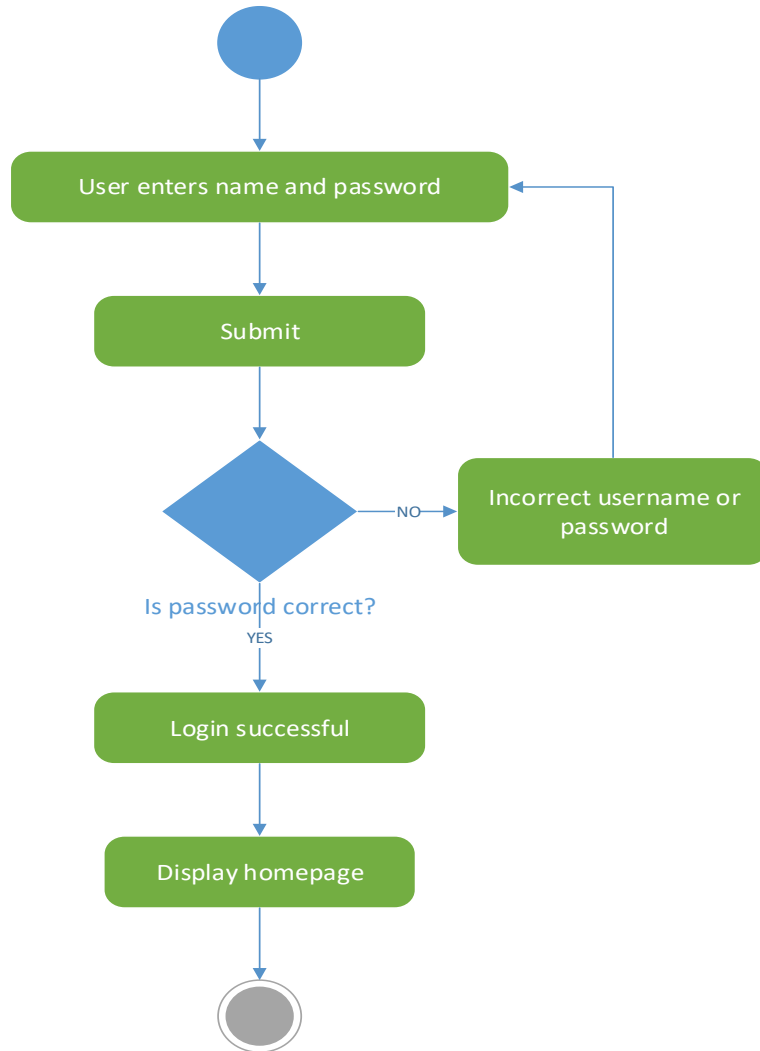 User enters name and password
Submit
NO
Incorrect username or
password
Is password correct?
YES
Login successful
Display homepage